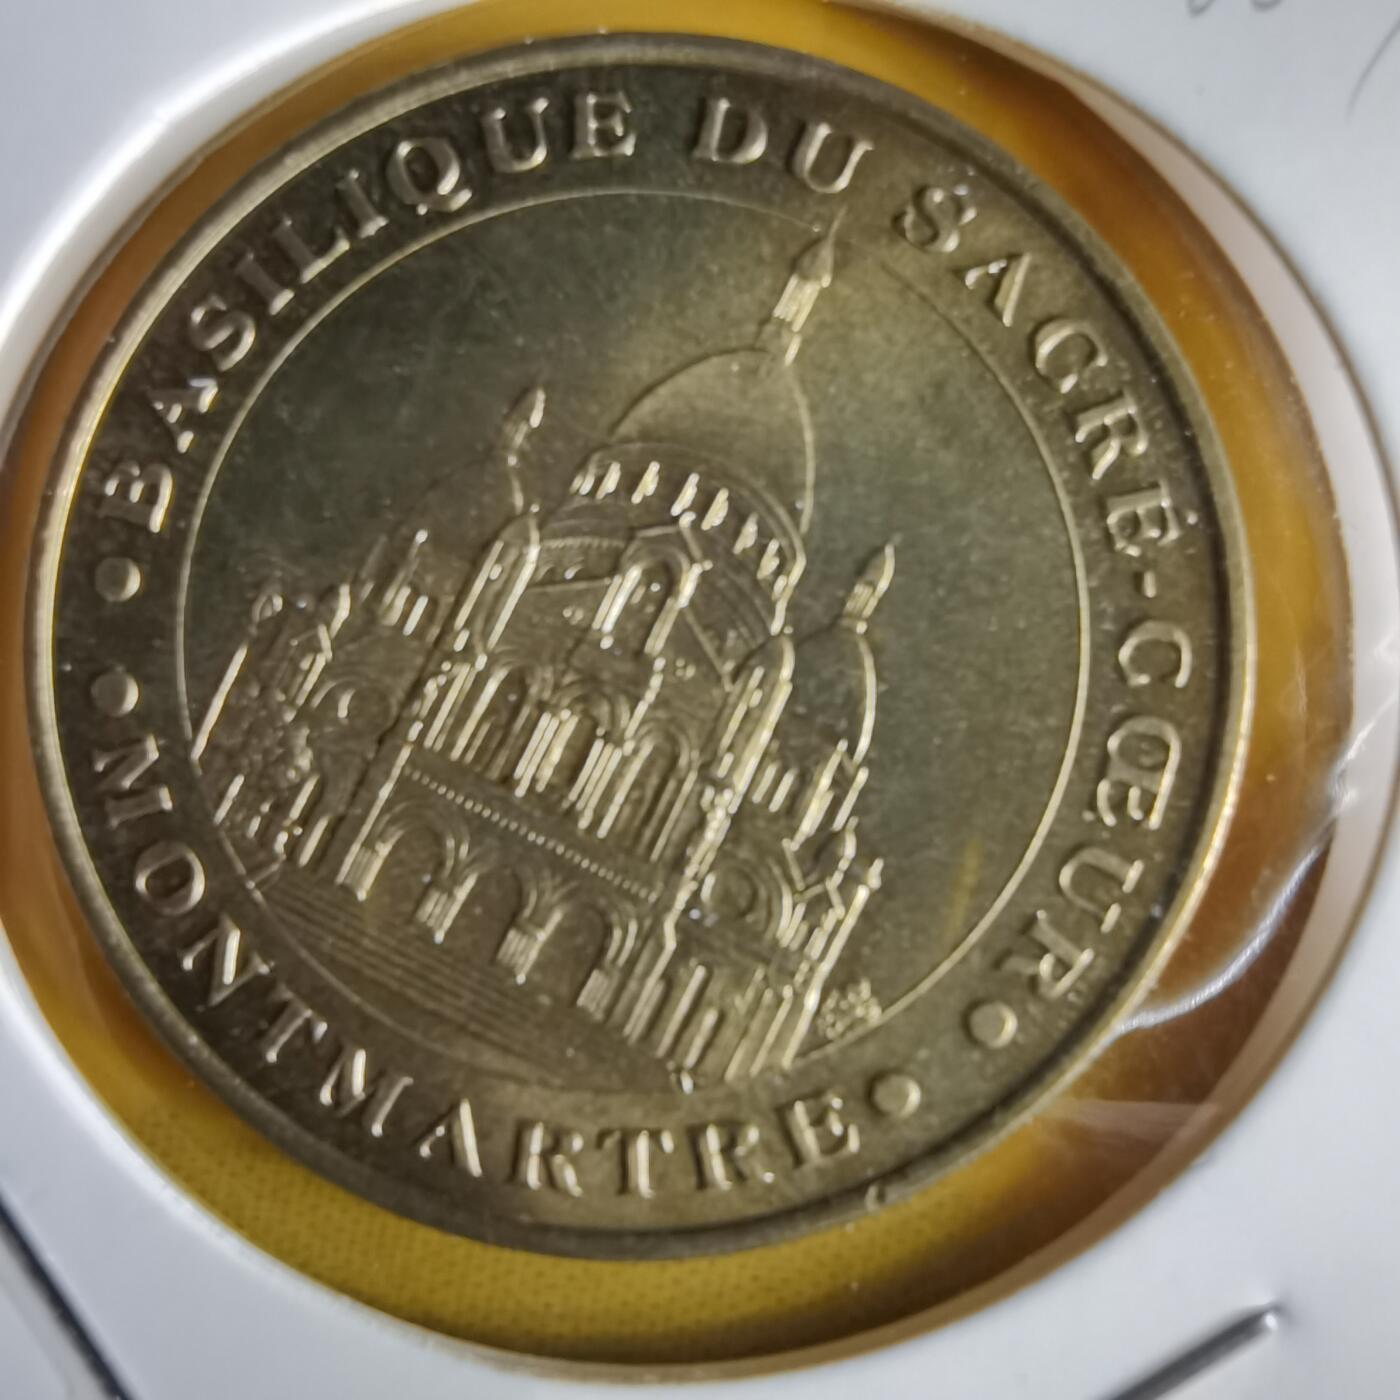 • BASILIQUE DU SACRÉ-CŒUR •
• MONTMARTRE •